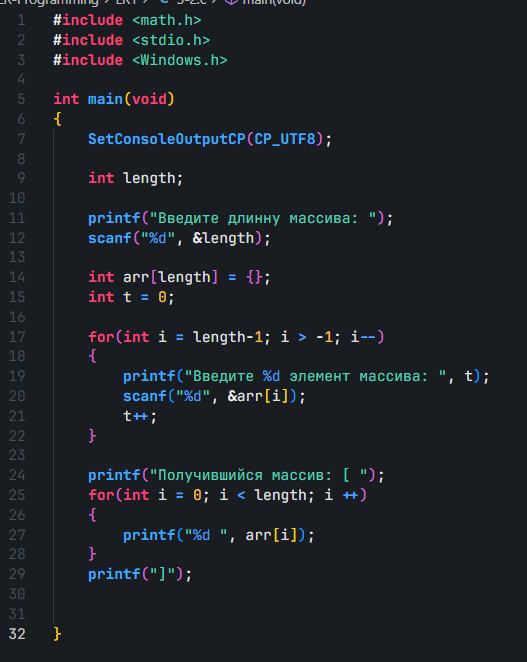 LR-Programming > LR1 > C 5-2.c > main(void)
1 #include <math.h>
2 #include <stdio.h>
3 #include <Windows.h>
4
5 int main(void)
6 {
7 SetConsoleOutputCP(CP_UTF8);
8
9 int length;
10
11 printf("Введите длинну массива: ");
12 scanf("%d", &length);
13
14 int arr[length] = {};
15 int t = 0;
16
17 for(int i = length-1; i > -1; i--)
18 {
19 printf("Введите %d элемент массива: ", t);
20 scanf("%d", &arr[i]);
21 t++;
22 }
23
24 printf("Получившийся массив: [ ");
25 for(int i = 0; i < length; i ++)
26 {
27 printf("%d ", arr[i]);
28 }
29 printf("]");
30
31
32 }